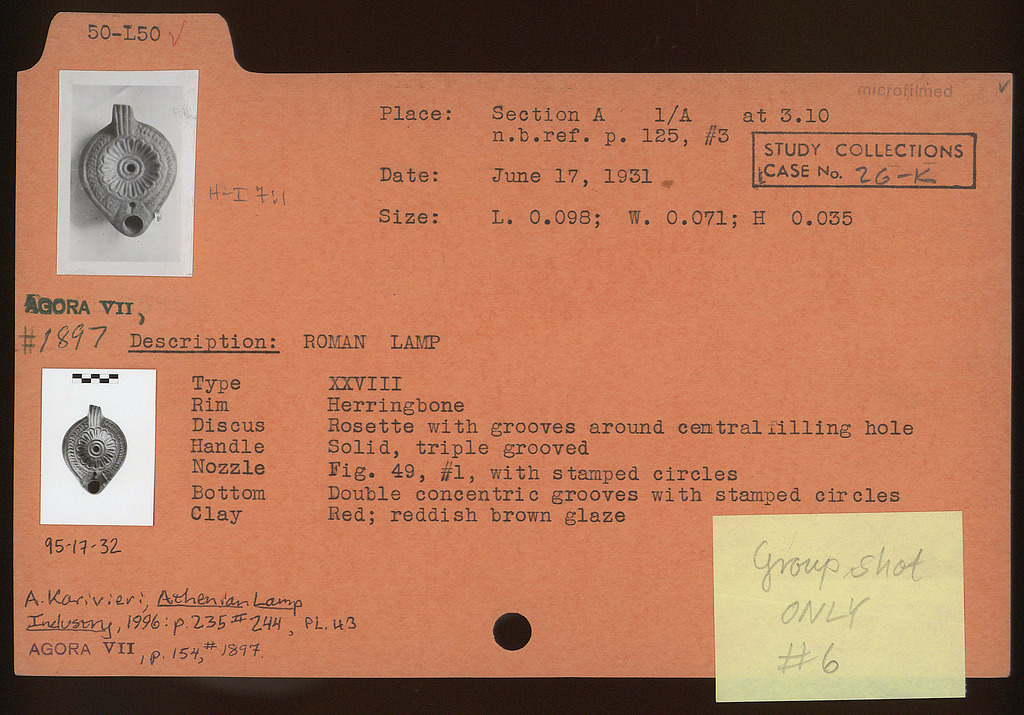 50-L50 ✓
microfilmed ✓
Place: Section A 1/A at 3.10
n.b.ref. p. 125, #3
STUDY COLLECTIONS
CASE No. 26-K
Date: June 17, 1931
Size: L. 0.098; W. 0.071; H 0.035
AGORA VII,
#1897
Description: ROMAN LAMP
Type XXVIII
Rim Herringbone
Discus Rosette with grooves around central filling hole
Handle Solid, triple grooved
Nozzle Fig. 49, #1, with stamped circles
Bottom Double concentric grooves with stamped circles
Clay Red; reddish brown glaze
95-17-32
A. Karivieri, Athenian Lamp
Industry, 1996: p.235 #244, PL.43
AGORA VII, p. 154, #1897.
Group shot
ONLY
#6